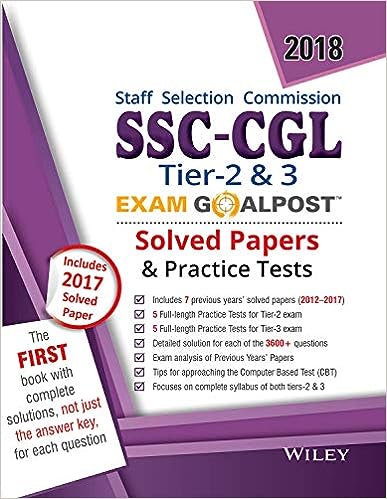 2018
Staff Selection Commission
SSC-CGL
Tier-2 & 3
EXAM GOALPOST™
Solved Papers
& Practice Tests
Includes
2017
Solved
Paper
Includes 7 previous years' solved papers (2012–2017)
5 Full-length Practice Tests for Tier-2 exam
5 Full-length Practice Tests for Tier-3 exam
Detailed solution for each of the 3600+ questions
Exam analysis of Previous Years' Papers
Tips for approaching the Computer Based Test (CBT)
Focuses on complete syllabus of both tiers-2 & 3
The
FIRST
book with
complete
solutions, not just
the answer key,
for each question
WILEY